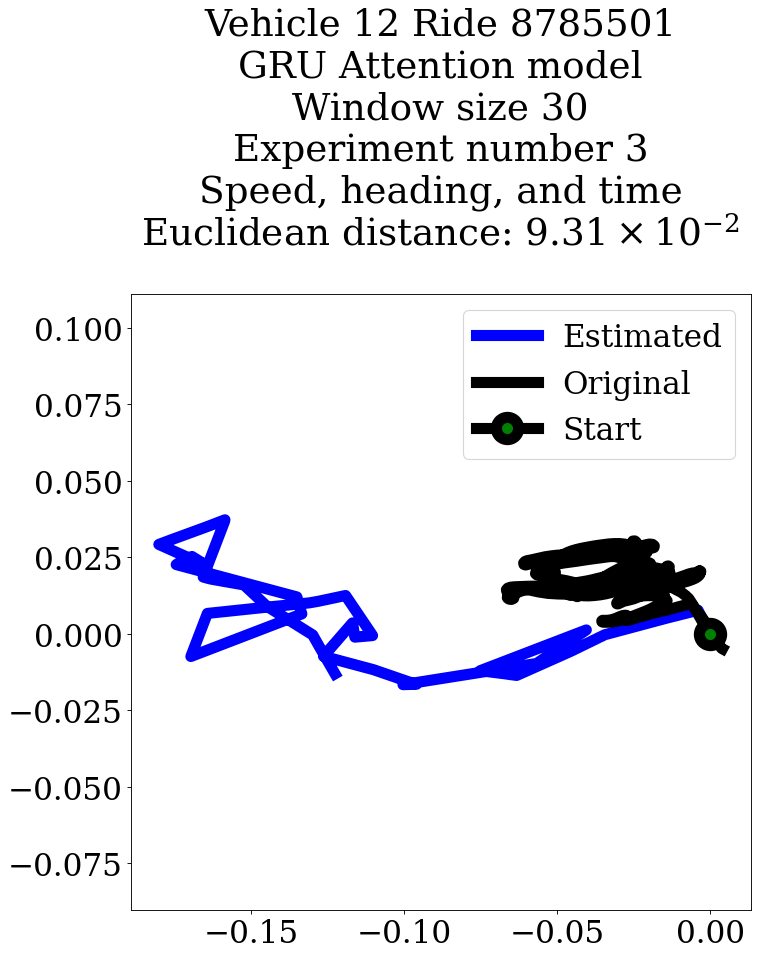 Vehicle 12 Ride 8785501
GRU Attention model
Window size 30
Experiment number 3
Speed, heading, and time
Euclidean distance: 9.31 × 10⁻²
Estimated
Original
Start
0.100
0.075
0.050
0.025
0.000
−0.025
−0.050
−0.075
−0.15 −0.10 −0.05 0.00